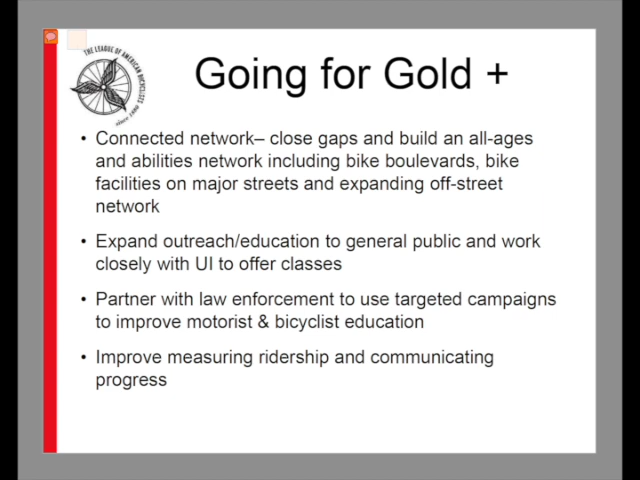 THE LEAGUE OF AMERICAN BICYCLISTS
since 1880
Going for Gold +
• Connected network– close gaps and build an all-ages
and abilities network including bike boulevards, bike
facilities on major streets and expanding off-street
network
• Expand outreach/education to general public and work
closely with UI to offer classes
• Partner with law enforcement to use targeted campaigns
to improve motorist & bicyclist education
• Improve measuring ridership and communicating
progress